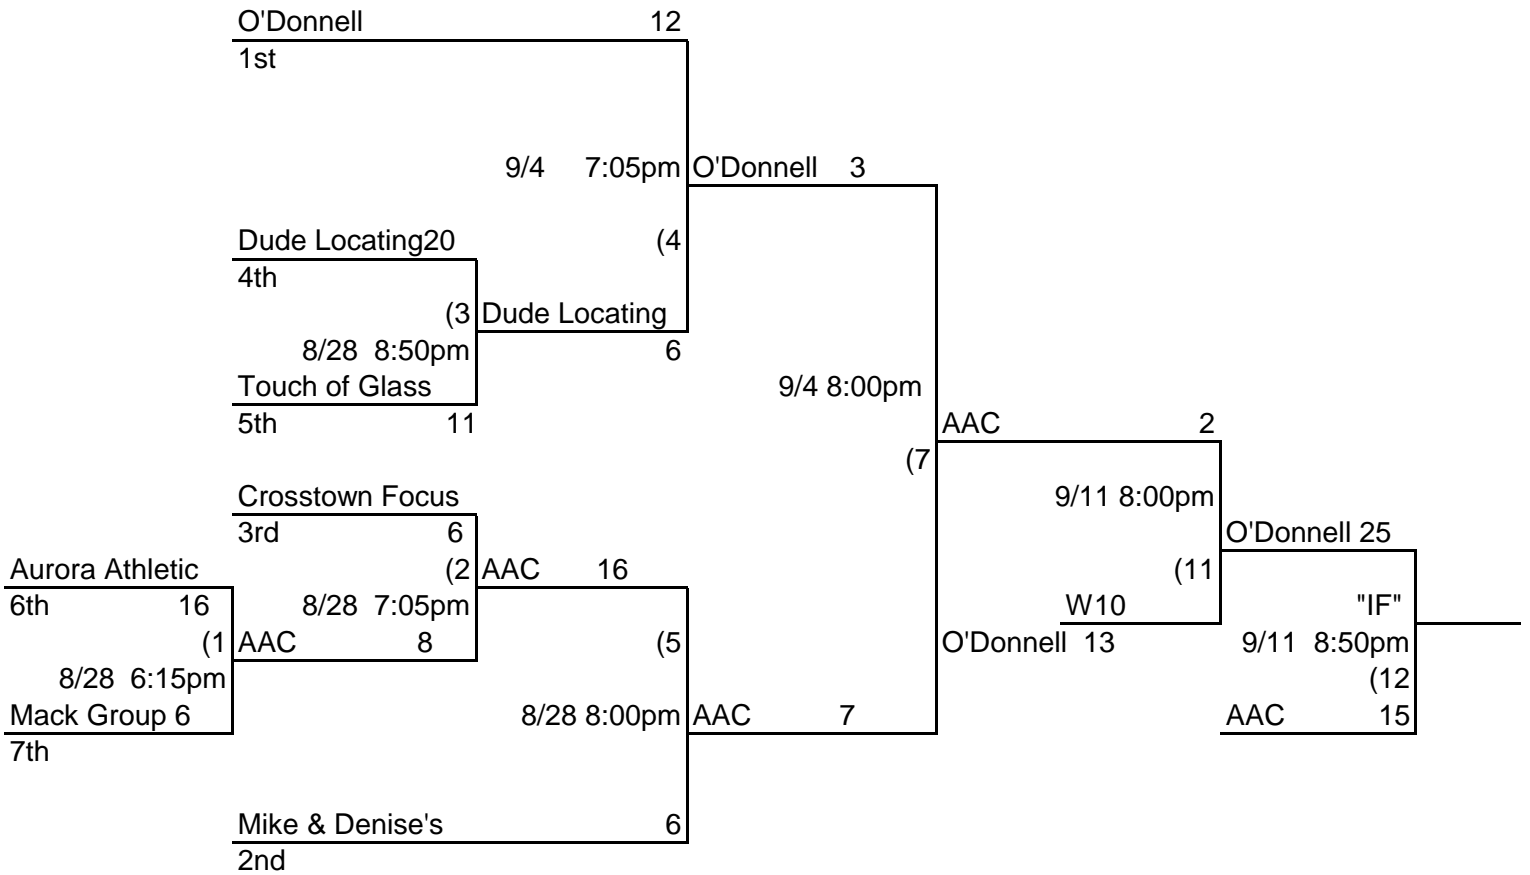 O'Donnell 12
1st
9/4 7:05pm O'Donnell 3
Dude Locating20 (4
4th
(3 Dude Locating
8/28 8:50pm 6
Touch of Glass 9/4 8:00pm
5th 11 AAC 2
(7
Crosstown Focus 9/11 8:00pm
3rd 6 O'Donnell 25
Aurora Athletic (2 AAC 16 (11
6th 16 8/28 7:05pm W10 "IF"
(1 AAC 8 (5 O'Donnell 13 9/11 8:50pm
8/28 6:15pm (12
Mack Group 6 8/28 8:00pm AAC 7 AAC 15
7th
Mike & Denise's 6
2nd